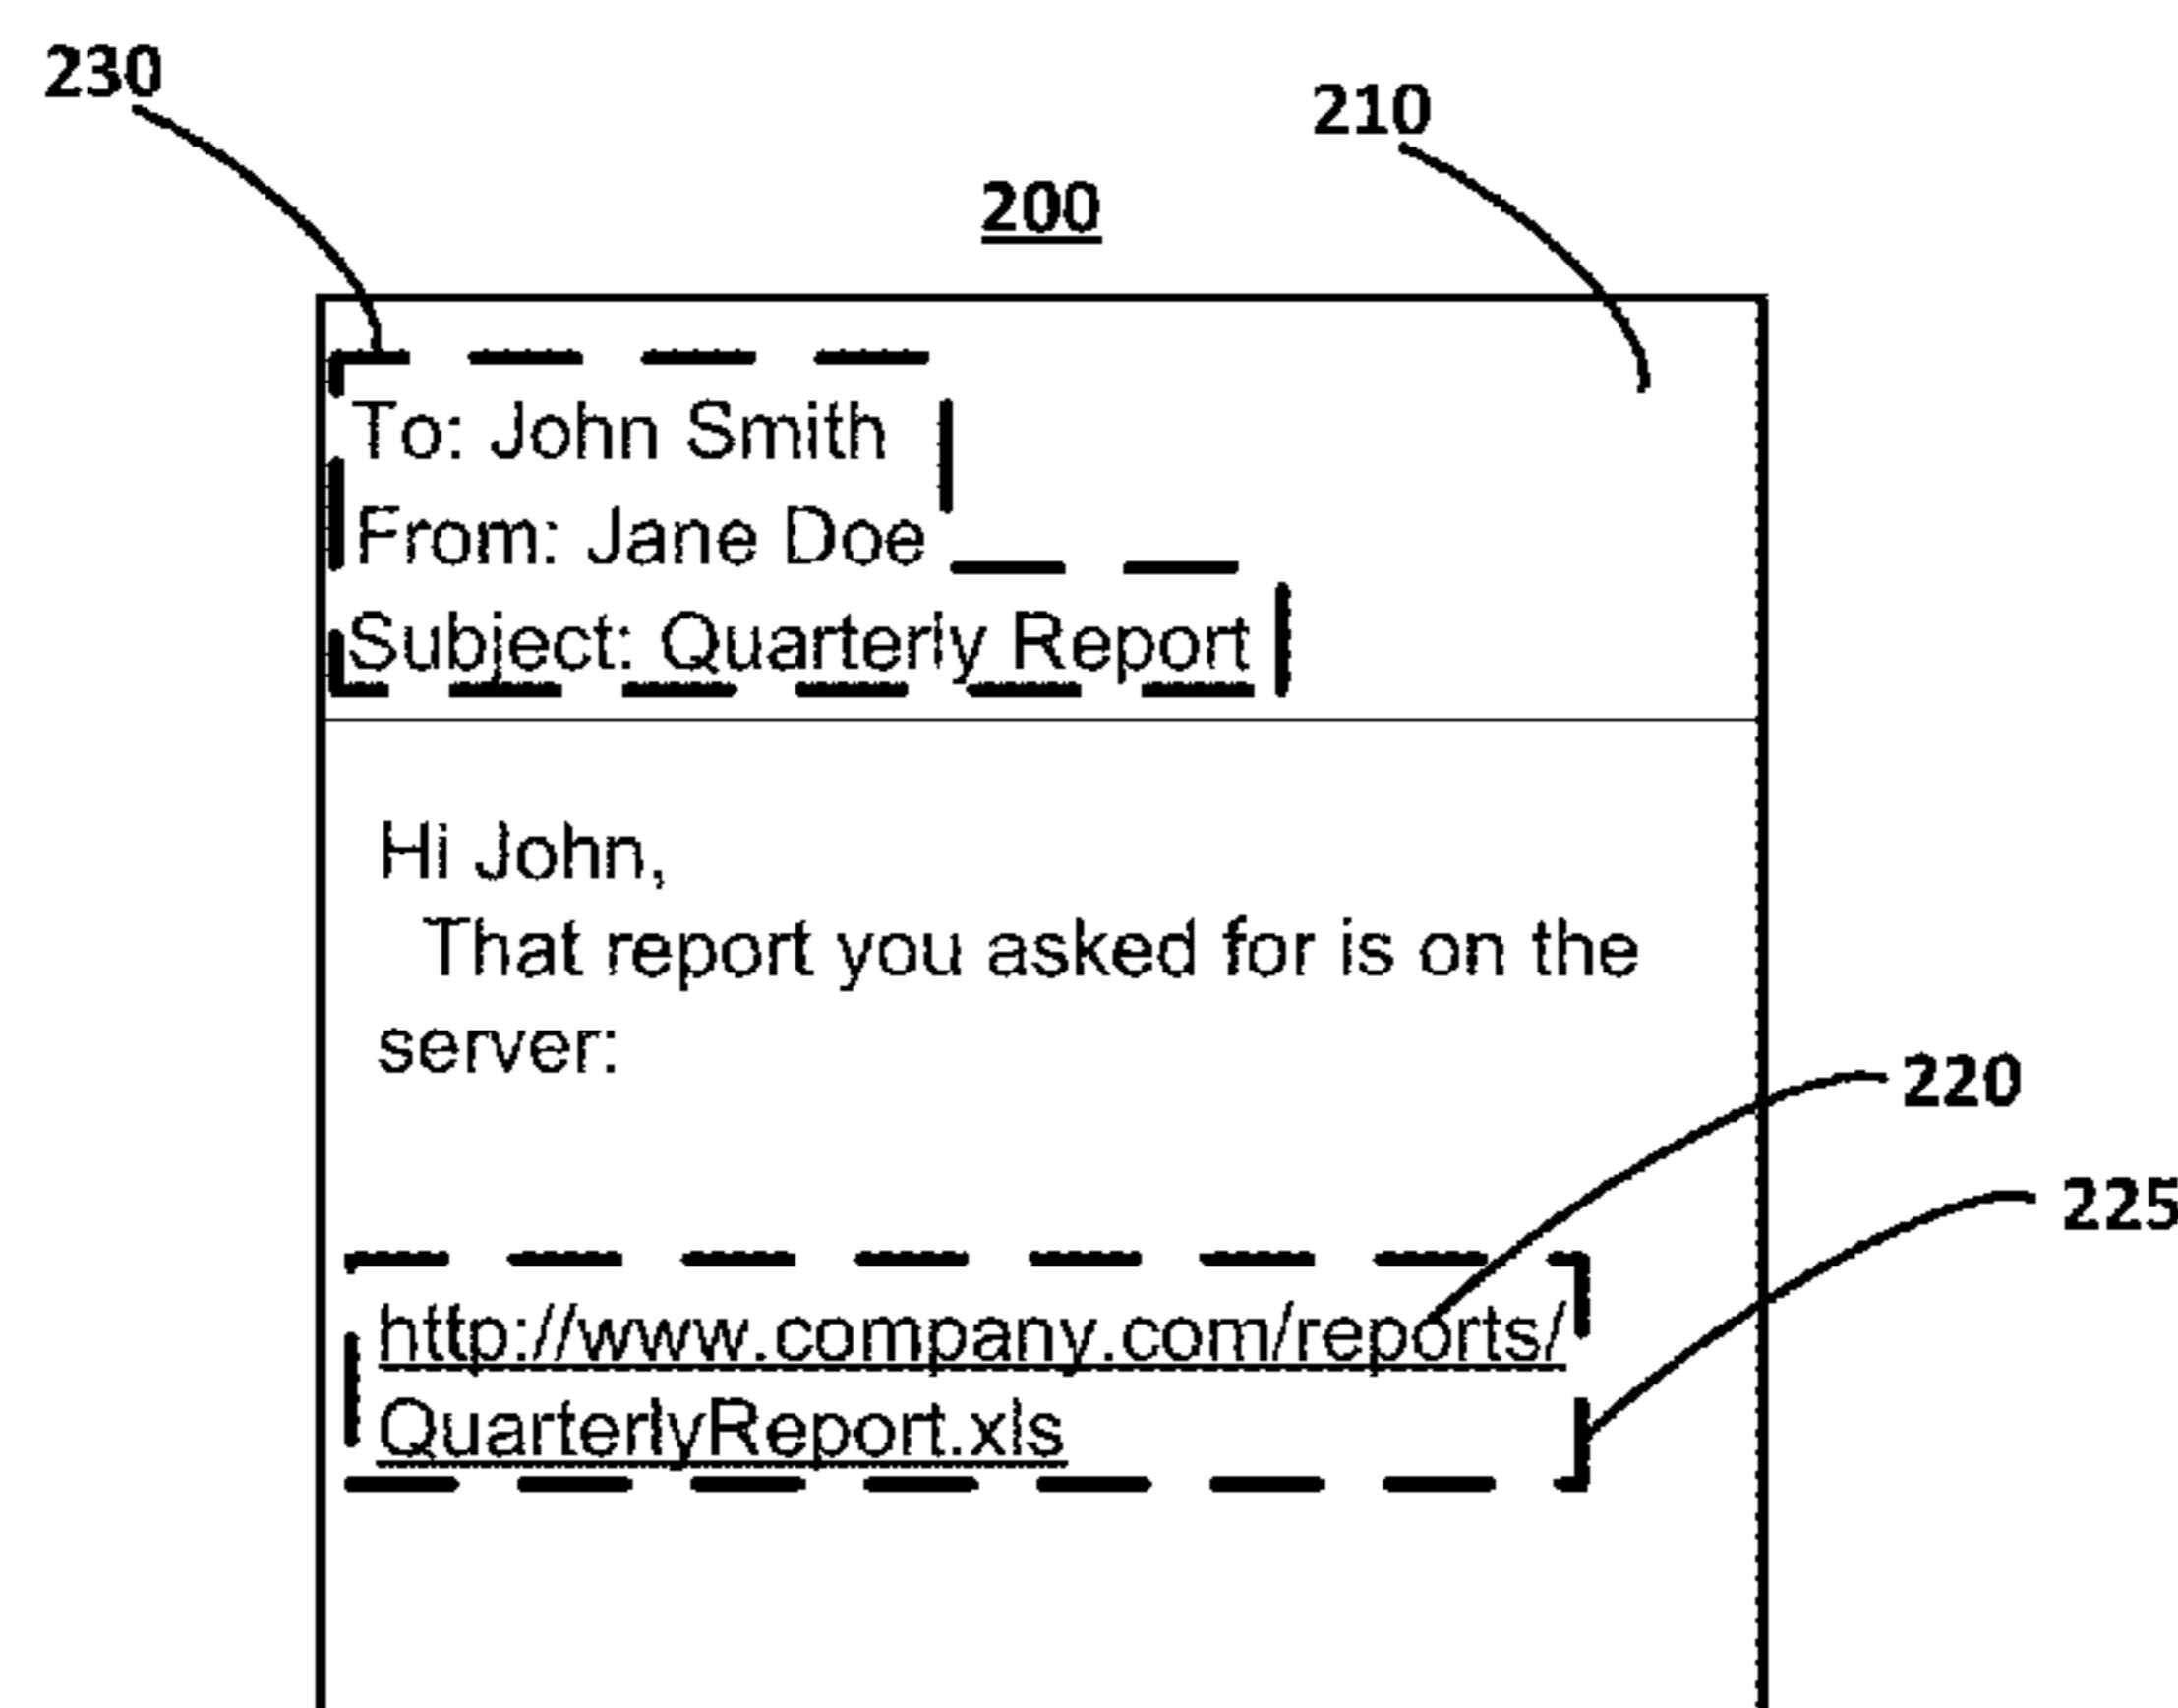 230
210
200
To: John Smith
From: Jane Doe
Subject: Quarterly Report
Hi John,
That report you asked for is on the
server:
220
225
http://www.company.com/reports/
QuarterlyReport.xls